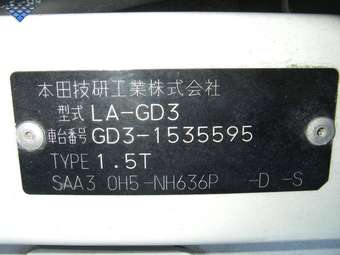 本田技研工業株式会社
型式 LA-GD3
車台番号 GD3-1535595
TYPE 1.5T
SAA3 0H5-NH636P -D -S